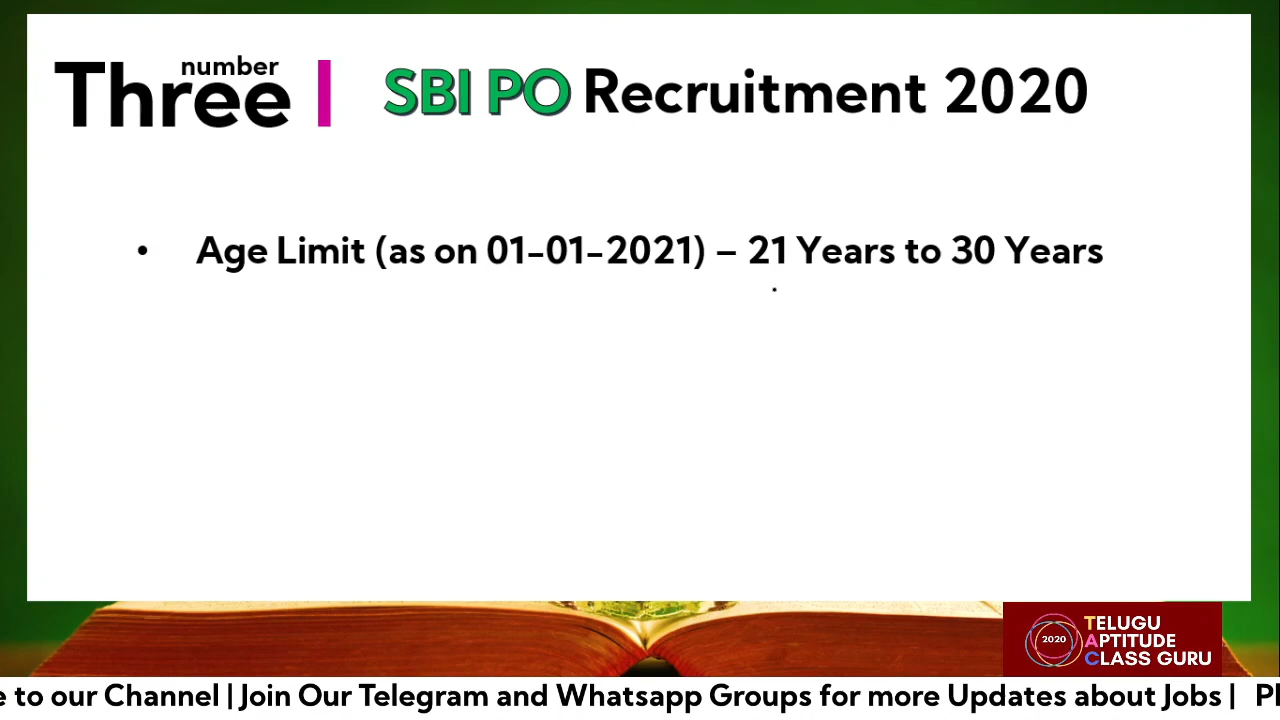 number
Three
SBI PO Recruitment 2020
• Age Limit (as on 01-01-2021) – 21 Years to 30 Years
2020
TELUGU
APTITUDE
CLASS GURU
to our Channel | Join Our Telegram and Whatsapp Groups for more Updates about Jobs |